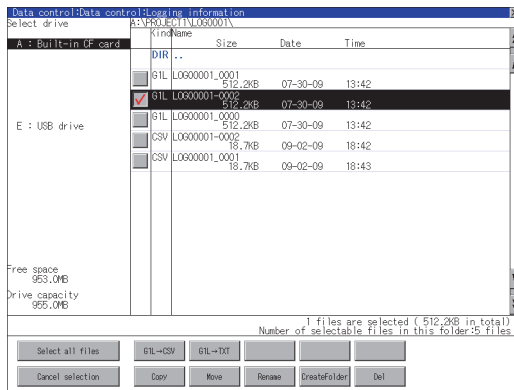 Data control:Data control:Logging information
Select drive
A:\PROJECT1\LOG00001\
A : Built-in CF card
E : USB drive
Kind Name
Size Date Time
DIR ..
G1L LOG00001_0001
512.2KB 07-30-09 13:42
G1L LOG00001-0002
512.2KB 07-30-09 13:42
G1L LOG00001_0000
512.2KB 07-30-09 13:42
CSV LOG00001-0002
18.7KB 09-02-09 18:42
CSV LOG00001_0001
18.7KB 09-02-09 18:43
Free space
953.0MB
Drive capacity
955.0MB
1 files are selected ( 512.2KB in total)
Number of selectable files in this folder:5 files
Select all files G1L→CSV G1L→TXT
Cancel selection Copy Move Rename CreateFolder Del